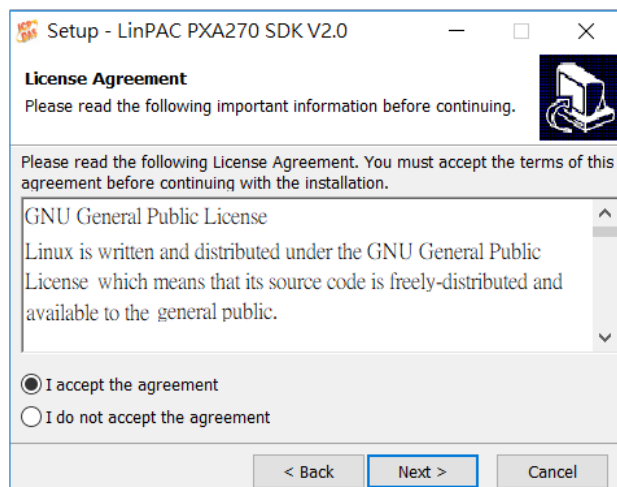 ICP DAS
Setup - LinPAC PXA270 SDK V2.0
License Agreement
Please read the following important information before continuing.
Please read the following License Agreement. You must accept the terms of this
agreement before continuing with the installation.
GNU General Public License
Linux is written and distributed under the GNU General Public
License which means that its source code is freely-distributed and
available to the general public.
I accept the agreement
I do not accept the agreement
< Back
Next >
Cancel